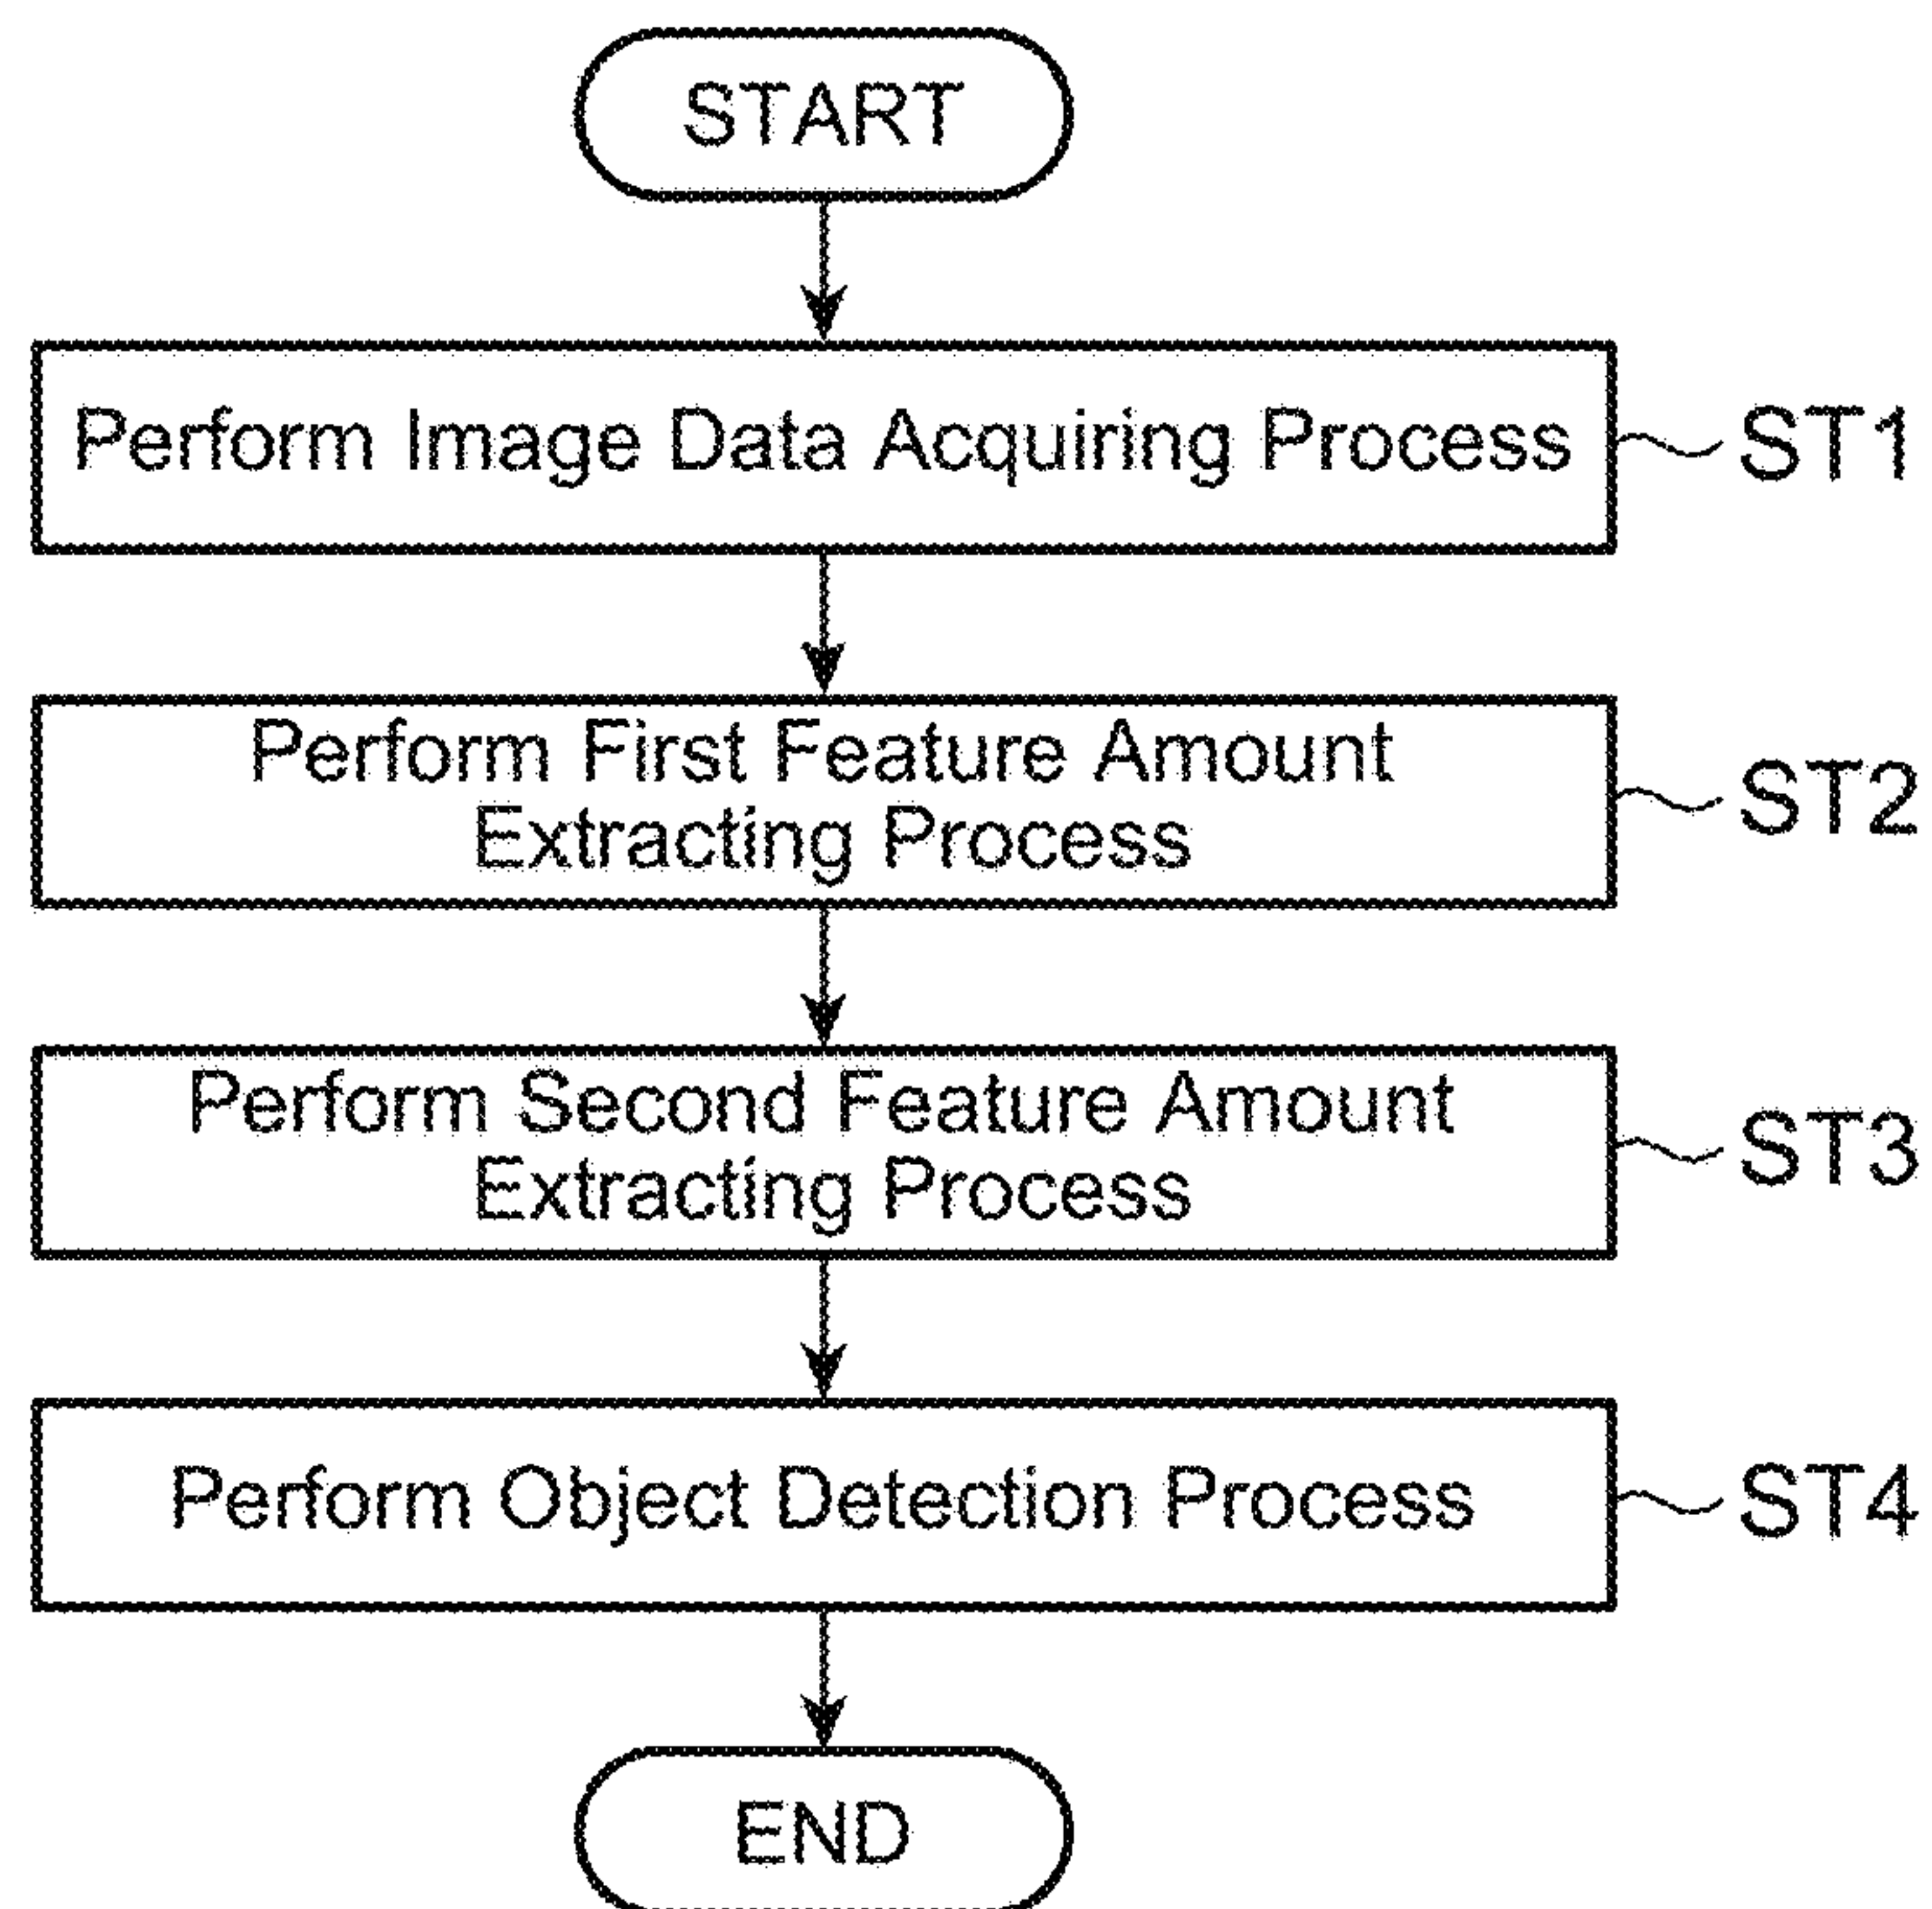 START
Perform Image Data Acquiring Process
ST1
Perform First Feature Amount
Extracting Process
ST2
Perform Second Feature Amount
Extracting Process
ST3
Perform Object Detection Process
ST4
END